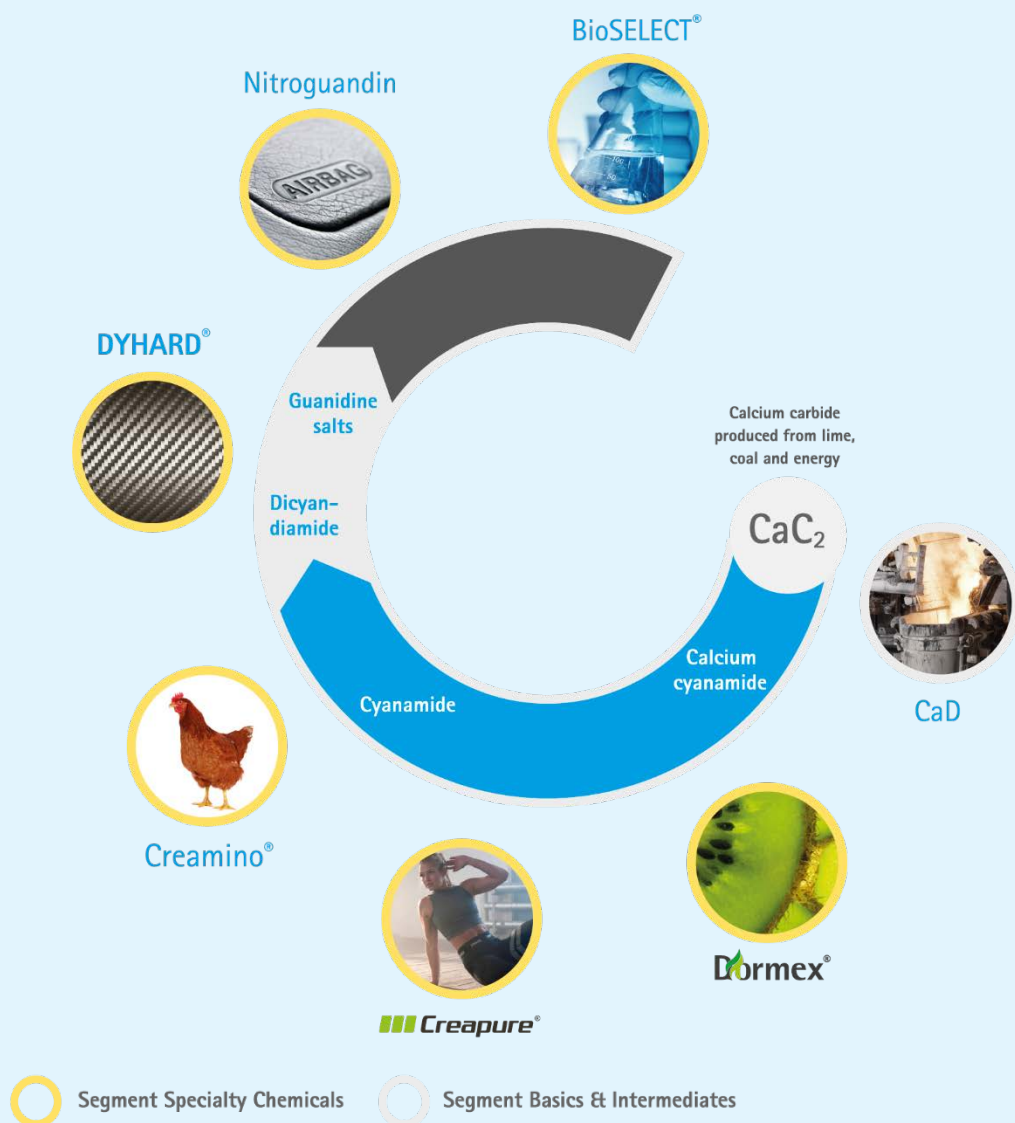 BioSELECT®
Nitroguandin
AIRBAG
DYHARD®
Guanidine
salts
Dicyan-
diamide
Calcium carbide
produced from lime,
coal and energy
CaC₂
Calcium
cyanamide
Cyanamide
CaD
Creamino®
Dormex®
Creapure®
Segment Specialty Chemicals
Segment Basics & Intermediates